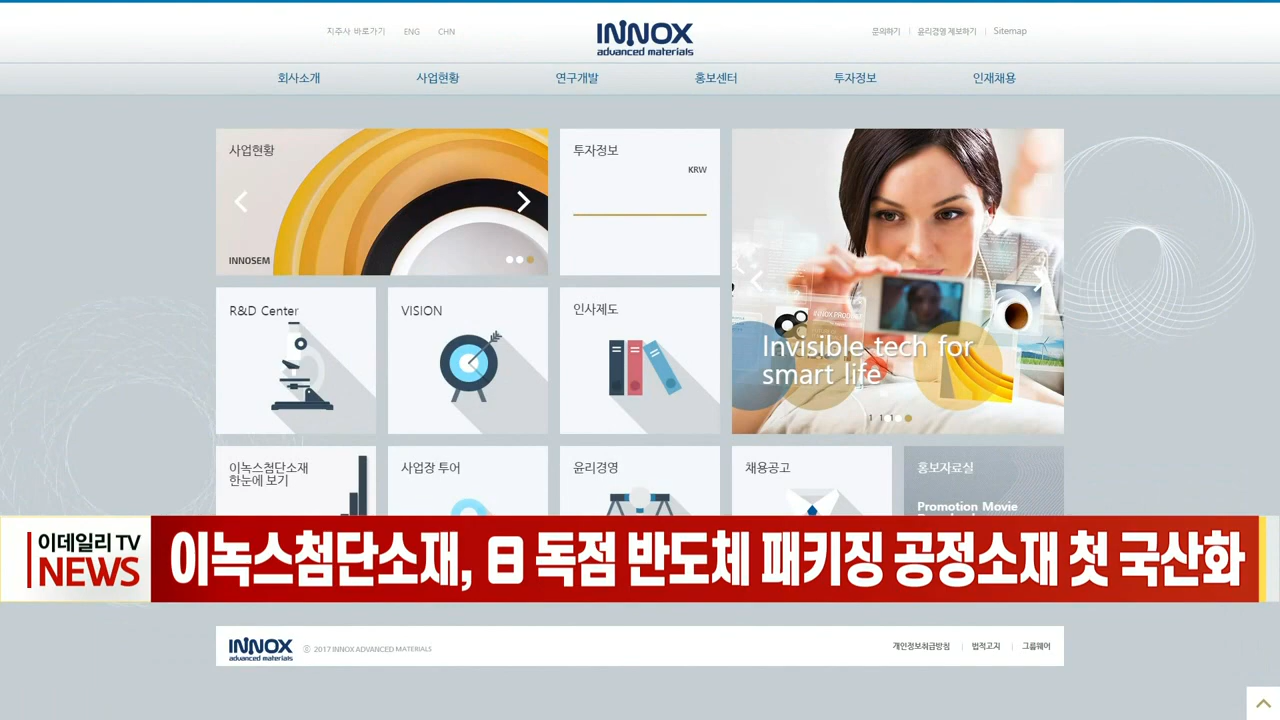 지주사 바로가기 ENG CHN
INNOX
advanced materials
문의하기 | 윤리경영 제보하기 | Sitemap
회사소개 사업현황 연구개발 홍보센터 투자정보 인재채용
사업현황
INNOSEM
투자정보
KRW
INNOX PRODUCT
Invisible tech for
smart life
R&D Center
VISION
인사제도
이녹스첨단소재
한눈에 보기
사업장 투어
윤리경영
채용공고
홍보자료실
Promotion Movie
이데일리 TV
NEWS
이녹스첨단소재, 日 독점 반도체 패키징 공정소재 첫 국산화
INNOX
advanced materials
ⓒ 2017 INNOX ADVANCED MATERIALS
개인정보취급방침 | 법적고지 | 그룹웨어